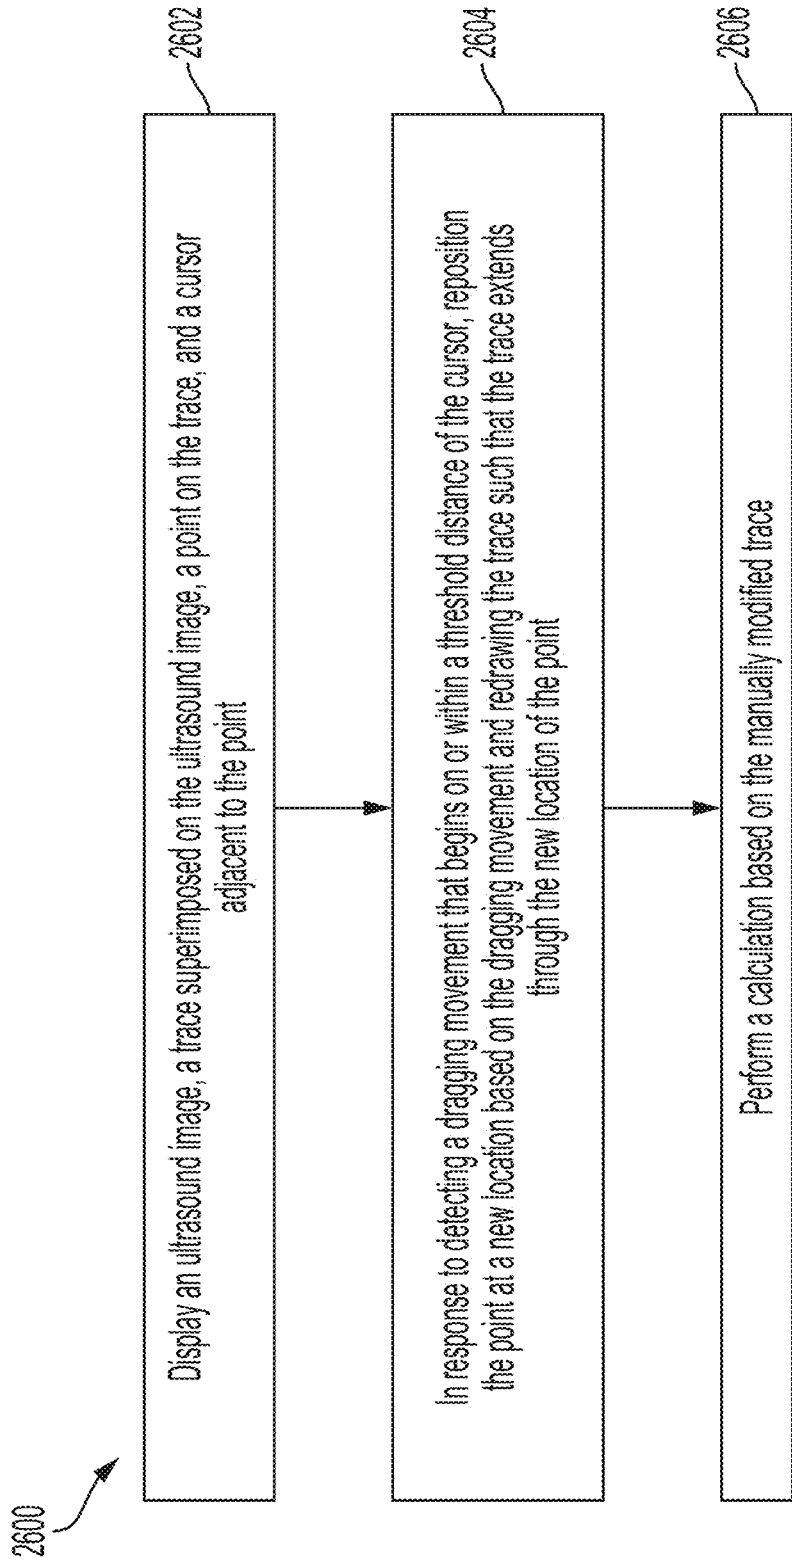 2600
Display an ultrasound image, a trace superimposed on the ultrasound image, a point on the trace, and a cursor
adjacent to the point
2602
In response to detecting a dragging movement that begins on or within a threshold distance of the cursor, reposition
the point at a new location based on the dragging movement and redrawing the trace such that the trace extends
through the new location of the point
2604
Perform a calculation based on the manually modified trace
2606